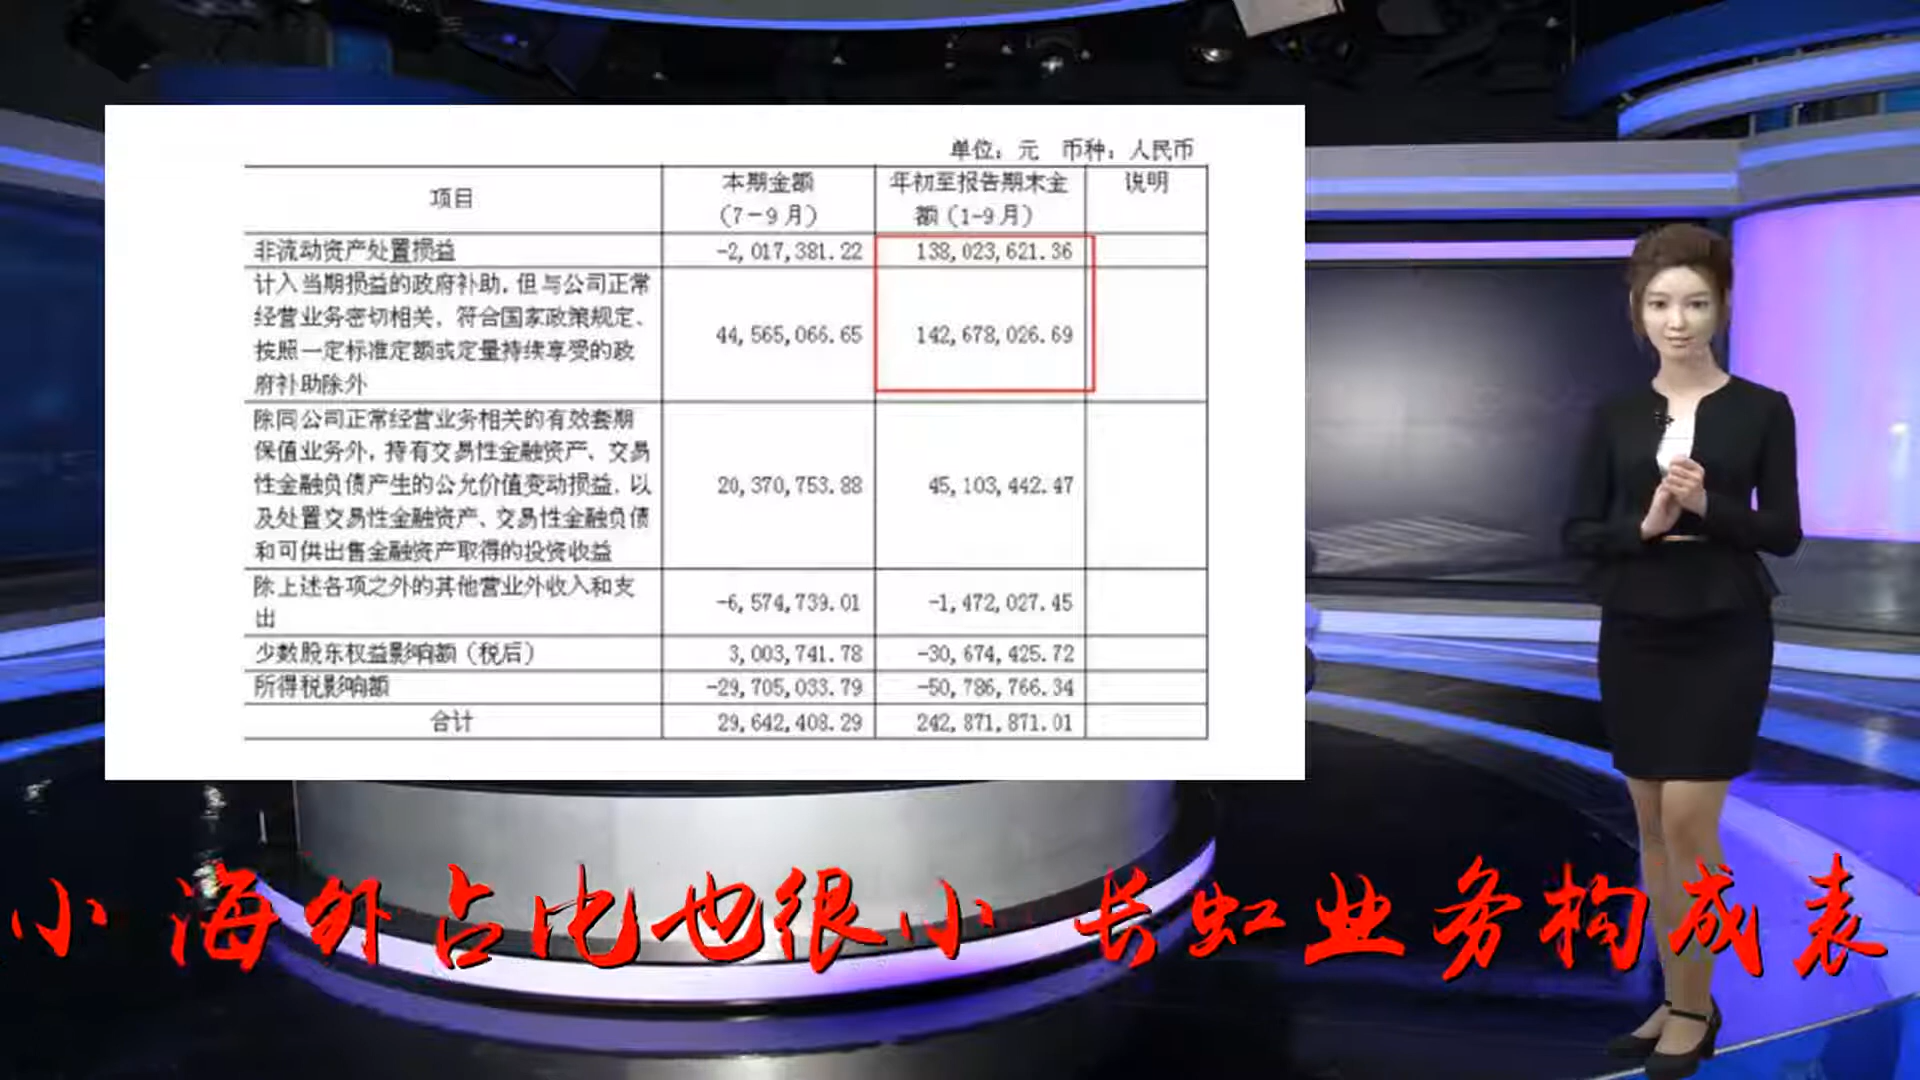 单位：元 币种：人民币
项目 本期金额（7-9月） 年初至报告期末金额（1-9月） 说明
非流动资产处置损益 -2,017,381.22 138,023,621.36
计入当期损益的政府补助，但与公司正常
经营业务密切相关，符合国家政策规定、
按照一定标准定额或定量持续享受的政
府补助除外 44,565,066.65 142,678,026.69
除同公司正常经营业务相关的有效套期
保值业务外，持有交易性金融资产、交易
性金融负债产生的公允价值变动损益，以
及处置交易性金融资产、交易性金融负债
和可供出售金融资产取得的投资收益 20,370,753.88 45,103,442.47
除上述各项之外的其他营业外收入和支
出 -6,574,739.01 -1,472,027.45
少数股东权益影响额（税后） 3,003,741.78 -30,674,425.72
所得税影响额 -29,705,033.79 -50,786,766.34
合计 29,642,408.29 242,871,871.01
小 海外占比也很小 长虹业务构成表